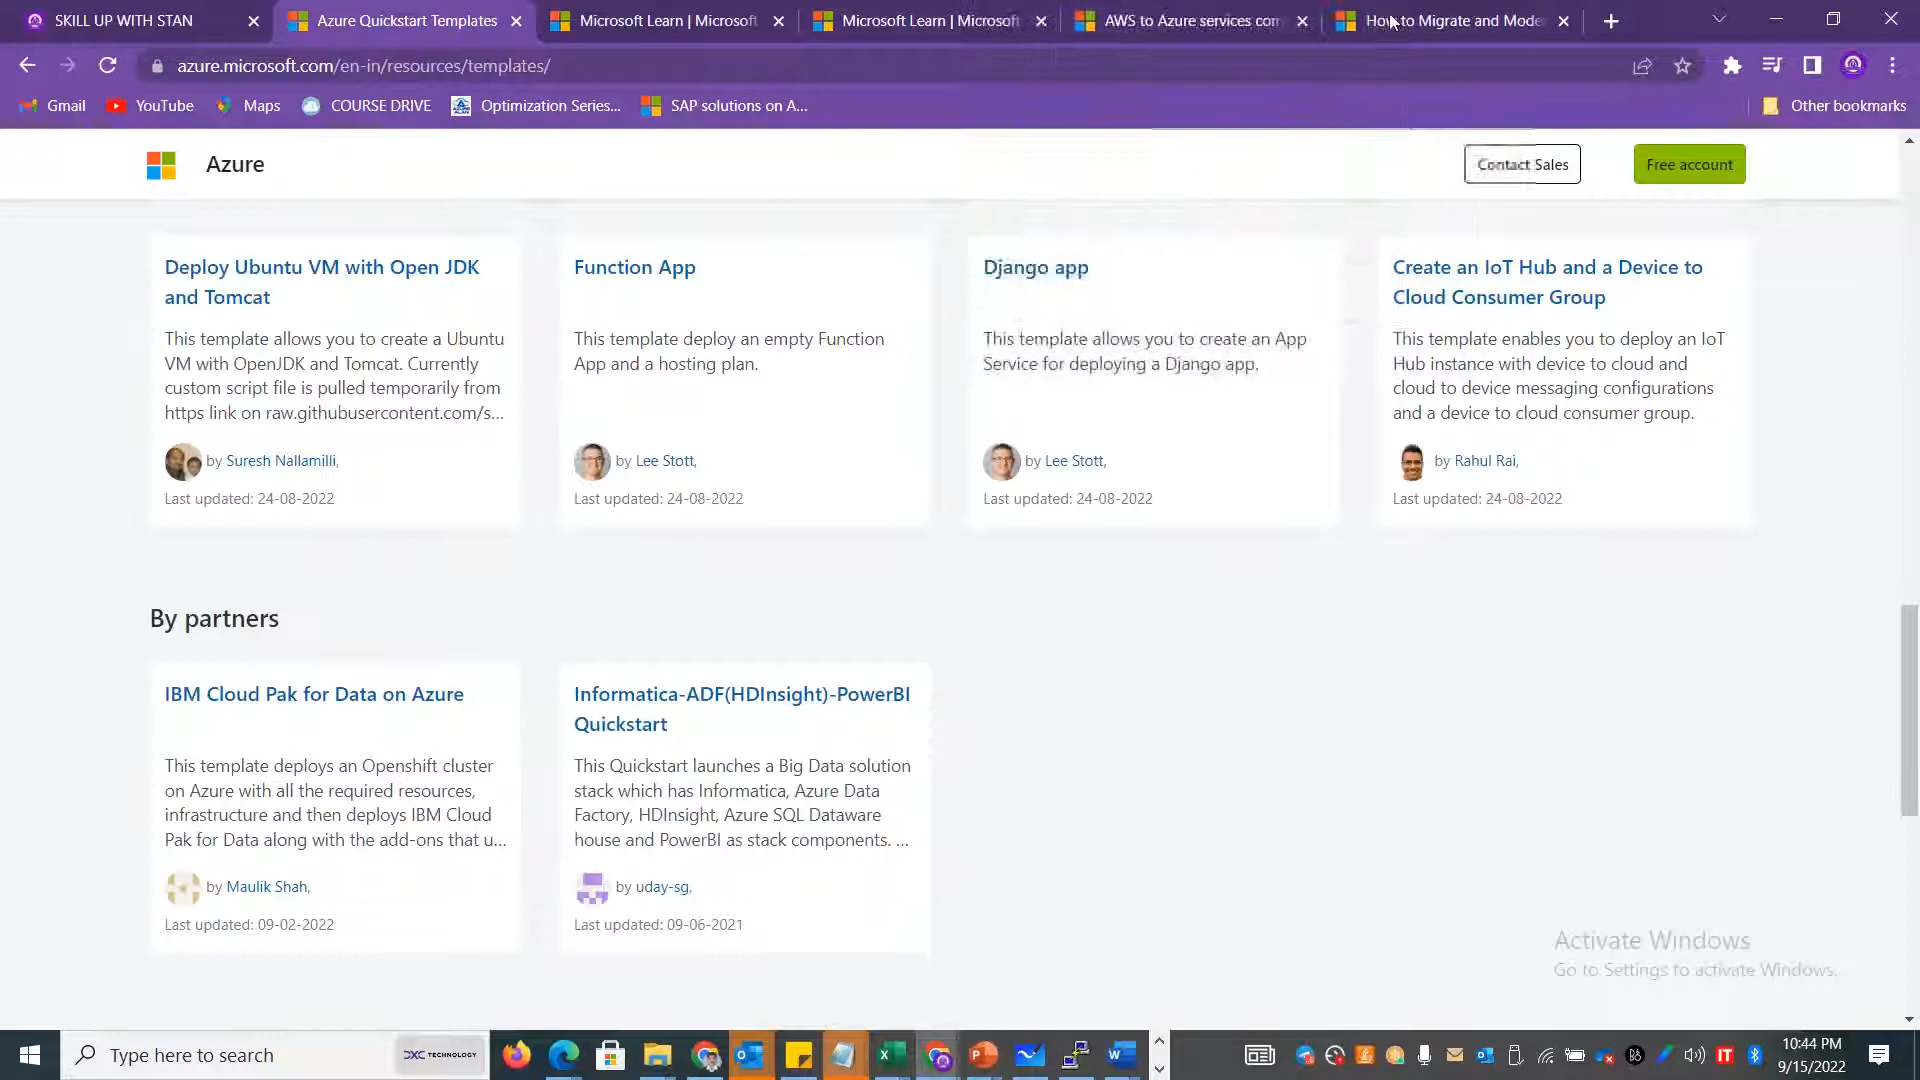 SKILL UP WITH STAN
Azure Quickstart Templates
Microsoft Learn | Microsoft
Microsoft Learn | Microsoft
AWS to Azure services com
How to Migrate and Mode
azure.microsoft.com/en-in/resources/templates/
Gmail
YouTube
Maps
COURSE DRIVE
Optimization Series...
SAP solutions on A...
Other bookmarks
Azure
Contact Sales
Free account
Deploy Ubuntu VM with Open JDK
and Tomcat
This template allows you to create a Ubuntu
VM with OpenJDK and Tomcat. Currently
custom script file is pulled temporarily from
https link on raw.githubusercontent.com/s...
by Suresh Nallamilli,
Last updated: 24-08-2022
Function App
This template deploy an empty Function
App and a hosting plan.
by Lee Stott,
Last updated: 24-08-2022
Django app
This template allows you to create an App
Service for deploying a Django app.
by Lee Stott,
Last updated: 24-08-2022
Create an IoT Hub and a Device to
Cloud Consumer Group
This template enables you to deploy an IoT
Hub instance with device to cloud and
cloud to device messaging configurations
and a device to cloud consumer group.
by Rahul Rai,
Last updated: 24-08-2022
By partners
IBM Cloud Pak for Data on Azure
This template deploys an Openshift cluster
on Azure with all the required resources,
infrastructure and then deploys IBM Cloud
Pak for Data along with the add-ons that u...
by Maulik Shah,
Last updated: 09-02-2022
Informatica-ADF(HDInsight)-PowerBI
Quickstart
This Quickstart launches a Big Data solution
stack which has Informatica, Azure Data
Factory, HDInsight, Azure SQL Dataware
house and PowerBI as stack components. ...
by uday-sg,
Last updated: 09-06-2021
Activate Windows
Go to Settings to activate Windows.
Type here to search
DXC TECHNOLOGY
10:44 PM
9/15/2022